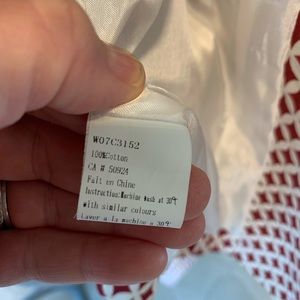 W07C3152
100%Cotton
CA # 50924
Fait en Chine
Instruction:Machine Wash at 30℃
with similar colours
Laver a la machine a 30℃